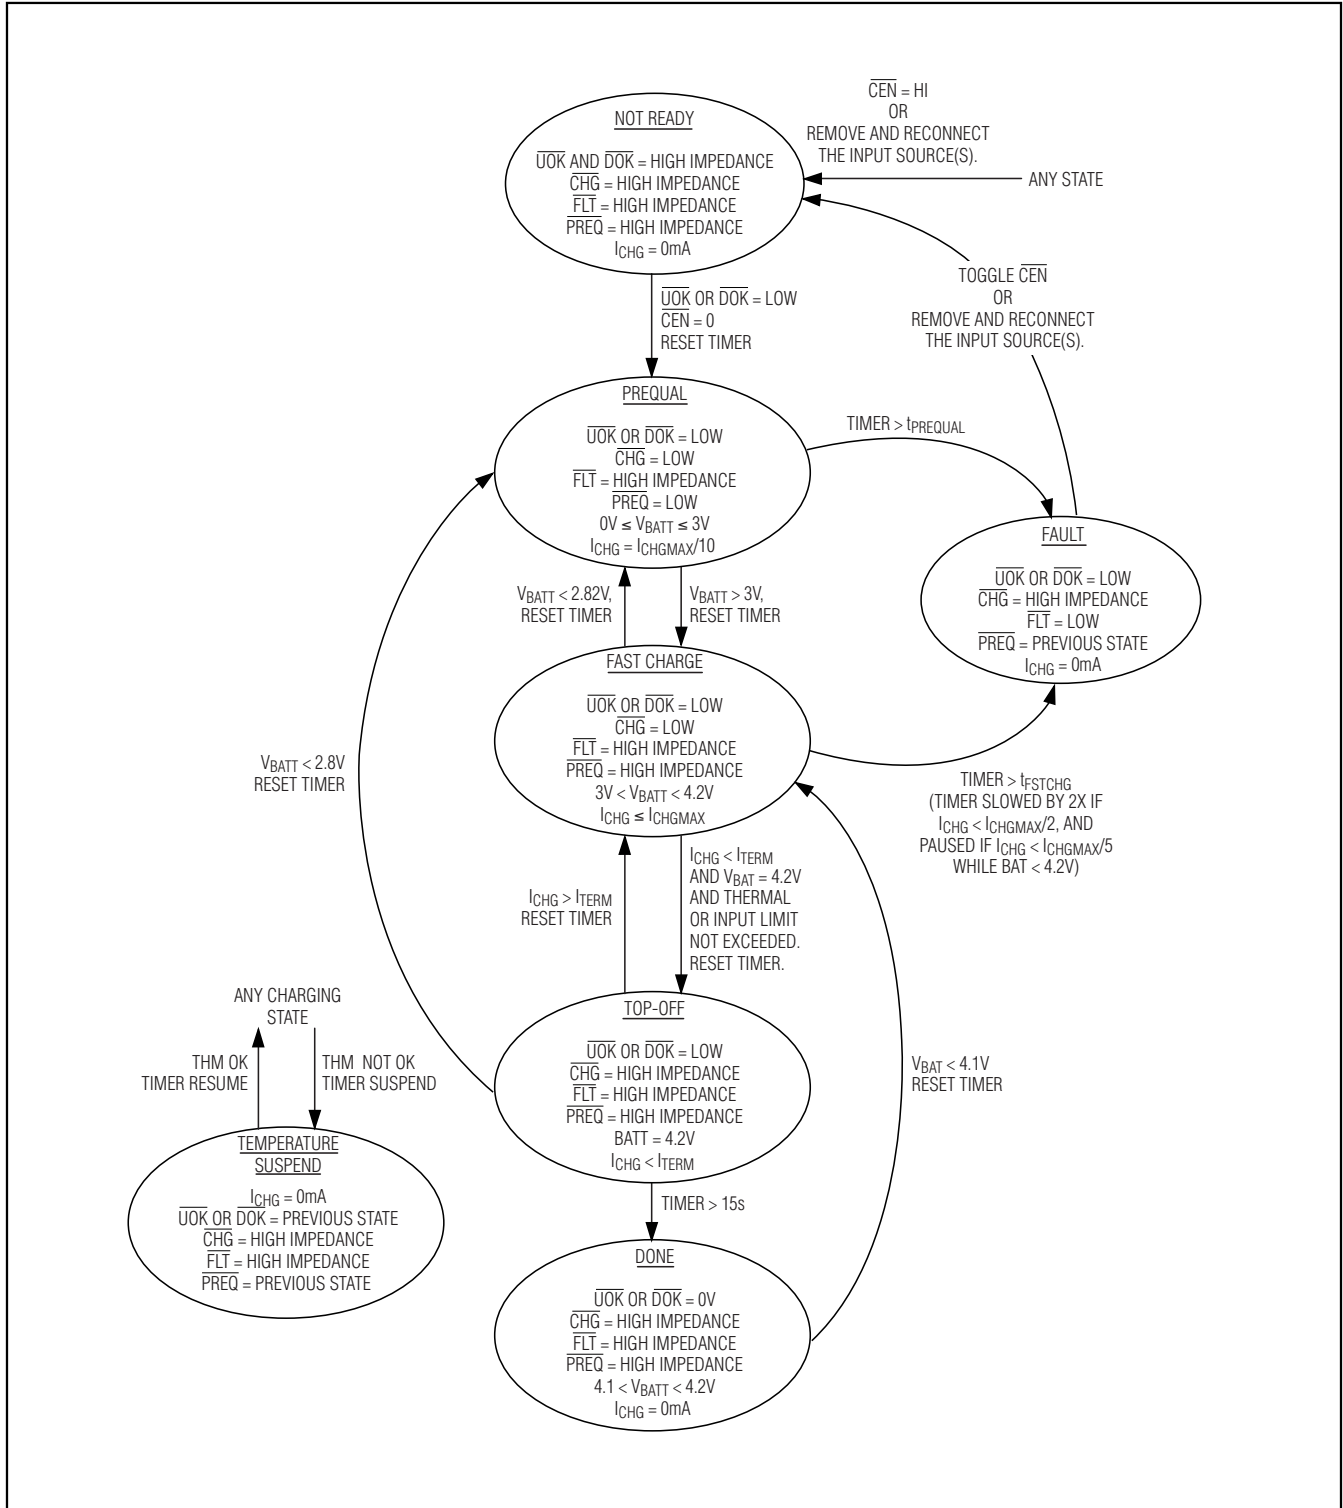 NOT READY
UOK AND DOK = HIGH IMPEDANCE
CHG = HIGH IMPEDANCE
FLT = HIGH IMPEDANCE
PREQ = HIGH IMPEDANCE
ICHG = 0mA
CEN = HI
OR
REMOVE AND RECONNECT
THE INPUT SOURCE(S).
ANY STATE
TOGGLE CEN
OR
REMOVE AND RECONNECT
THE INPUT SOURCE(S).
UOK OR DOK = LOW
CEN = 0
RESET TIMER
PREQUAL
UOK OR DOK = LOW
CHG = LOW
FLT = HIGH IMPEDANCE
PREQ = LOW
0V ≤ VBATT ≤ 3V
ICHG = ICHGMAX/10
TIMER > tPREQUAL
FAULT
UOK OR DOK = LOW
CHG = HIGH IMPEDANCE
FLT = LOW
PREQ = PREVIOUS STATE
ICHG = 0mA
VBATT < 2.82V,
RESET TIMER
VBATT > 3V,
RESET TIMER
FAST CHARGE
UOK OR DOK = LOW
CHG = LOW
FLT = HIGH IMPEDANCE
PREQ = HIGH IMPEDANCE
3V < VBATT < 4.2V
ICHG ≤ ICHGMAX
VBATT < 2.8V
RESET TIMER
TIMER > tFSTCHG
(TIMER SLOWED BY 2X IF
ICHG < ICHGMAX/2, AND
PAUSED IF ICHG < ICHGMAX/5
WHILE BAT < 4.2V)
ICHG > ITERM
RESET TIMER
ICHG < ITERM
AND VBAT = 4.2V
AND THERMAL
OR INPUT LIMIT
NOT EXCEEDED.
RESET TIMER.
TOP-OFF
UOK OR DOK = LOW
CHG = HIGH IMPEDANCE
FLT = HIGH IMPEDANCE
PREQ = HIGH IMPEDANCE
BATT = 4.2V
ICHG < ITERM
VBAT < 4.1V
RESET TIMER
ANY CHARGING
STATE
THM OK
TIMER RESUME
THM NOT OK
TIMER SUSPEND
TEMPERATURE
SUSPEND
ICHG = 0mA
UOK OR DOK = PREVIOUS STATE
CHG = HIGH IMPEDANCE
FLT = HIGH IMPEDANCE
PREQ = PREVIOUS STATE
TIMER > 15s
DONE
UOK OR DOK = 0V
CHG = HIGH IMPEDANCE
FLT = HIGH IMPEDANCE
PREQ = HIGH IMPEDANCE
4.1 < VBATT < 4.2V
ICHG = 0mA